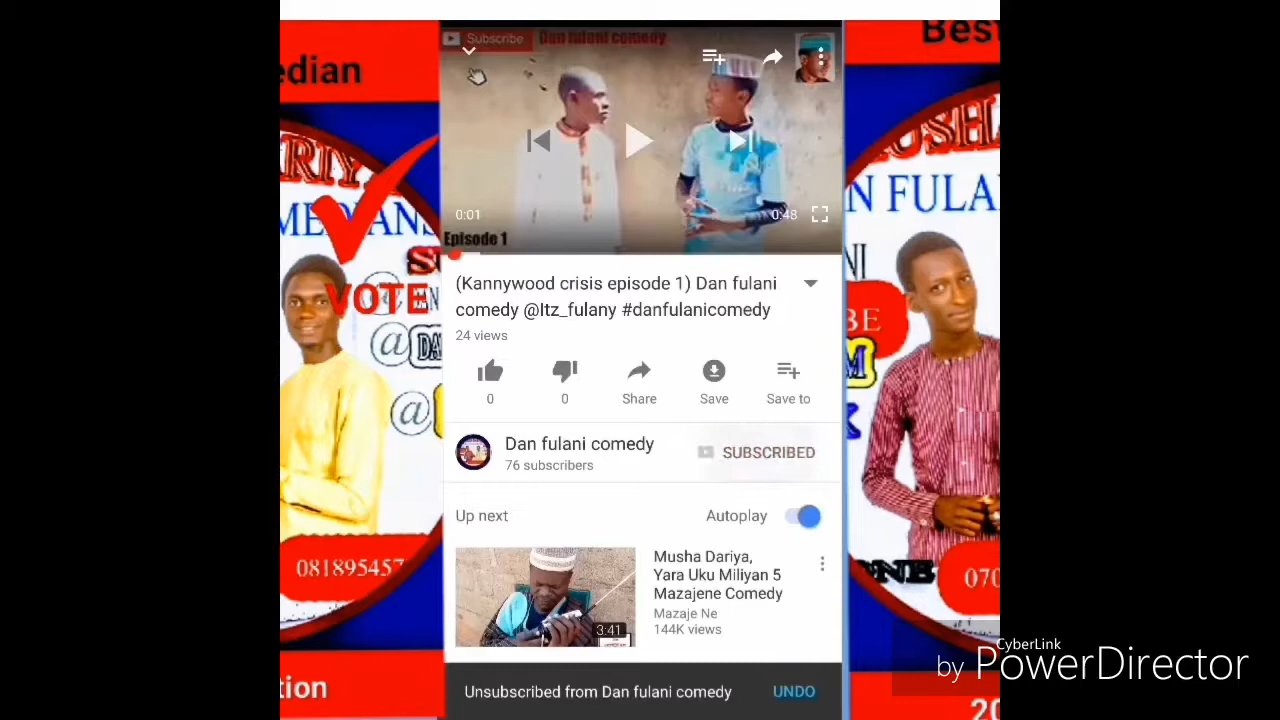 Best
edian
Subscribe
Dan fulani comedy
0:01
0:48
Episode 1
VOTE
(Kannywood crisis episode 1) Dan fulani
comedy @Itz_fulany #danfulanicomedy
24 views
0
0
Share
Save
Save to
Dan fulani comedy
76 subscribers
SUBSCRIBED
Up next
Autoplay
Musha Dariya,
Yara Uku Miliyan 5
Mazajene Comedy
Mazaje Ne
144K views
3:41
081895457
070
Unsubscribed from Dan fulani comedy
UNDO
tion
20
by CyberLink
PowerDirector